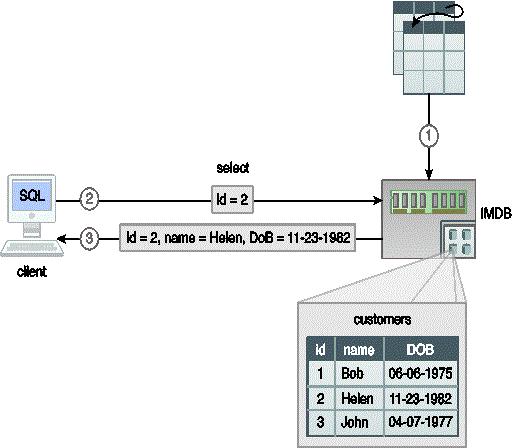 1
select
SQL
2
Id = 2
IMDB
3
Id = 2, name = Helen, DoB = 11-23-1982
client
customers
id name DOB
1 Bob 06-06-1975
2 Helen 11-23-1982
3 John 04-07-1977